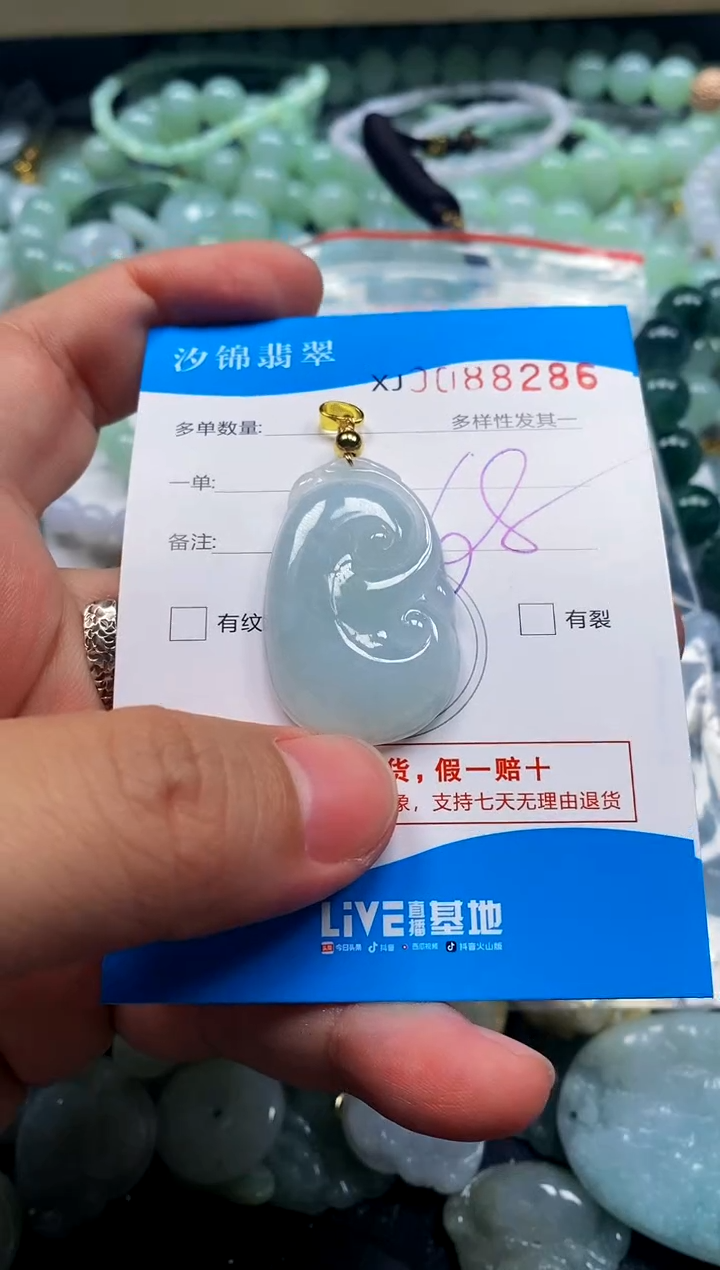 汐锦翡翠
XJ00188286
多单数量: 多样性发其一
一单:
68
备注:
有纹 有裂
货，假一赔十
象，支持七天无理由退货
LiVE直播基地
今日头条 抖音 西瓜视频 抖音火山版